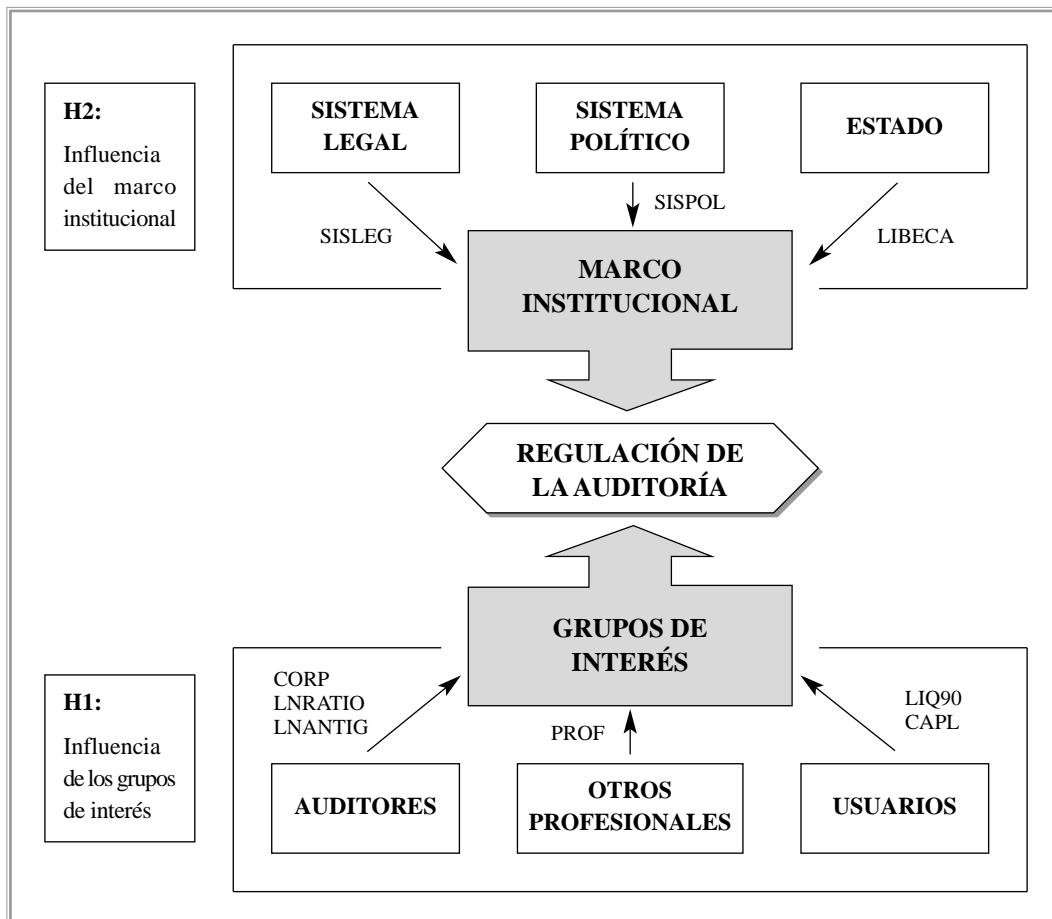 H2:
Influencia
del marco
institucional
SISTEMA
LEGAL
SISTEMA
POLÍTICO
ESTADO
SISLEG
SISPOL
LIBECA
MARCO
INSTITUCIONAL
REGULACIÓN DE
LA AUDITORÍA
GRUPOS DE
INTERÉS
H1:
Influencia
de los grupos
de interés
CORP
LNRATIO
LNANTIG
PROF
LIQ90
CAPL
AUDITORES
OTROS
PROFESIONALES
USUARIOS